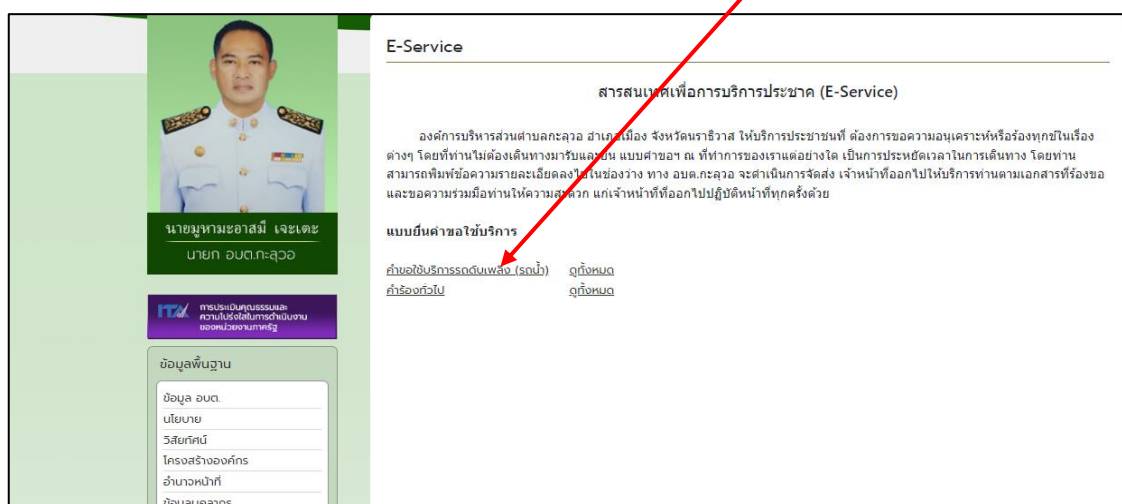 E-Service
สารสนเทศเพื่อการบริการประชาค (E-Service)
องค์การบริหารส่วนตำบลกะลุวอ อำเภอเมือง จังหวัดนราธิวาส ให้บริการประชาชนที่ ต้องการขอความอนุเคราะห์หรือร้องทุกข์ในเรื่อง
ต่างๆ โดยที่ท่านไม่ต้องเดินทางมารับและยื่น แบบคำขอฯ ณ ที่ทำการของเราแต่อย่างใด เป็นการประหยัดเวลาในการเดินทาง โดยท่าน
สามารถพิมพ์ข้อความรายละเอียดลงไปในช่องว่าง ทาง อบต.กะลุวอ จะดำเนินการจัดส่ง เจ้าหน้าที่ออกไปให้บริการท่านตามเอกสารที่ร้องขอ
และขอความร่วมมือท่านให้ความสะดวก แก่เจ้าหน้าที่ที่ออกไปปฏิบัติหน้าที่ทุกครั้งด้วย
แบบยื่นคำขอใช้บริการ
คำขอใช้บริการรถดับเพลิง (รถน้ำ) ดูทั้งหมด
คำร้องทั่วไป ดูทั้งหมด
นายมูหามะอาสมี เจะเตะ
นายก อบต.กะลุวอ
ITA
การประเมินคุณธรรมและ
ความโปร่งใสในการดำเนินงาน
ของหน่วยงานภาครัฐ
ข้อมูลพื้นฐาน
ข้อมูล อบต.
นโยบาย
วิสัยทัศน์
โครงสร้างองค์กร
อำนาจหน้าที่
ข้อมูลบุคลากร